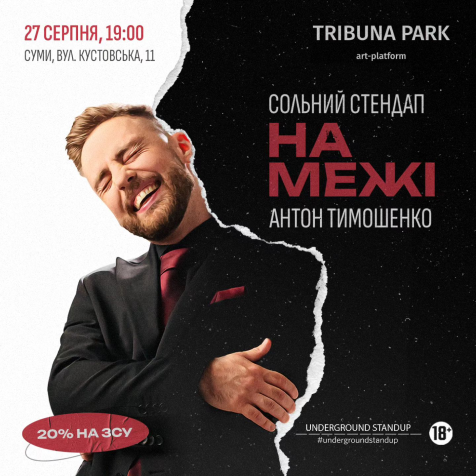 27 СЕРПНЯ, 19:00
СУМИ, ВУЛ. КУСТОВСЬКА, 11
TRIBUNA PARK
art-platform
СОЛЬНИЙ СТЕНДАП
НА
МЕЖІ
АНТОН ТИМОШЕНКО
20% НА ЗСУ
UNDERGROUND STANDUP
#undergroundstandup
18+